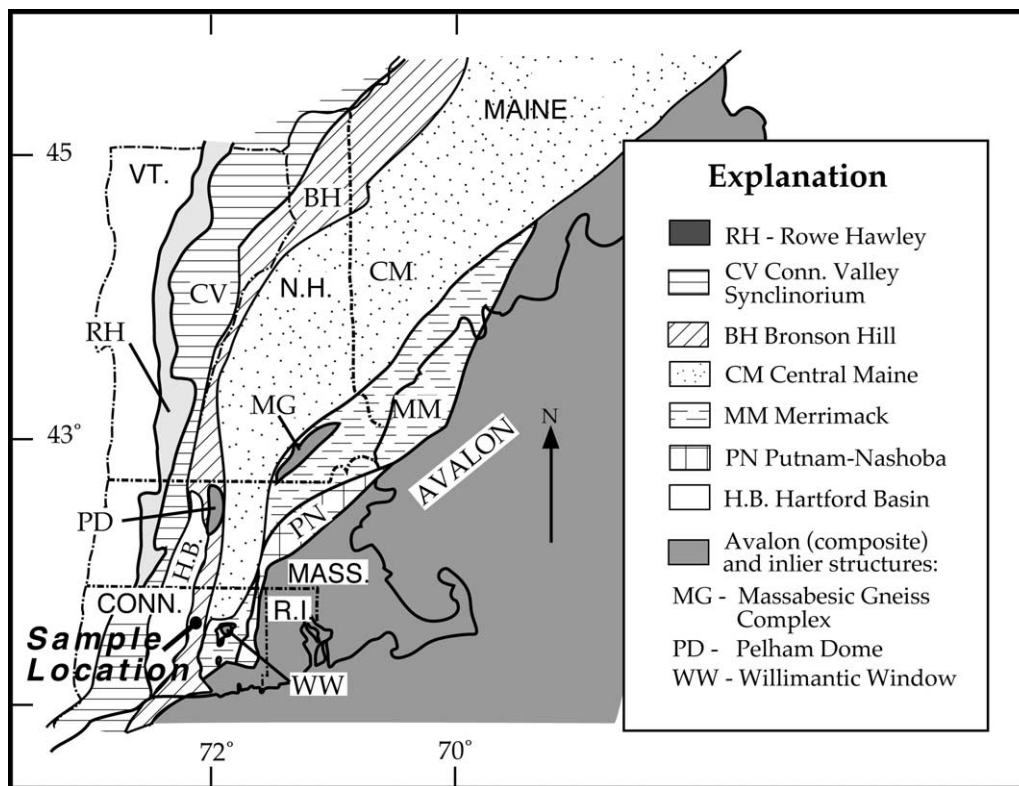 45
43°
72°
70°
MAINE
VT.
BH
CV
N.H.
CM
RH
MG
MM
AVALON
N
PD
H.B.
PN
MASS.
CONN.
R.I.
Sample
Location
WW
Explanation
RH - Rowe Hawley
CV Conn. Valley
Synclinorium
BH Bronson Hill
CM Central Maine
MM Merrimack
PN Putnam-Nashoba
H.B. Hartford Basin
Avalon (composite)
and inlier structures:
MG - Massabesic Gneiss
Complex
PD - Pelham Dome
WW - Willimantic Window